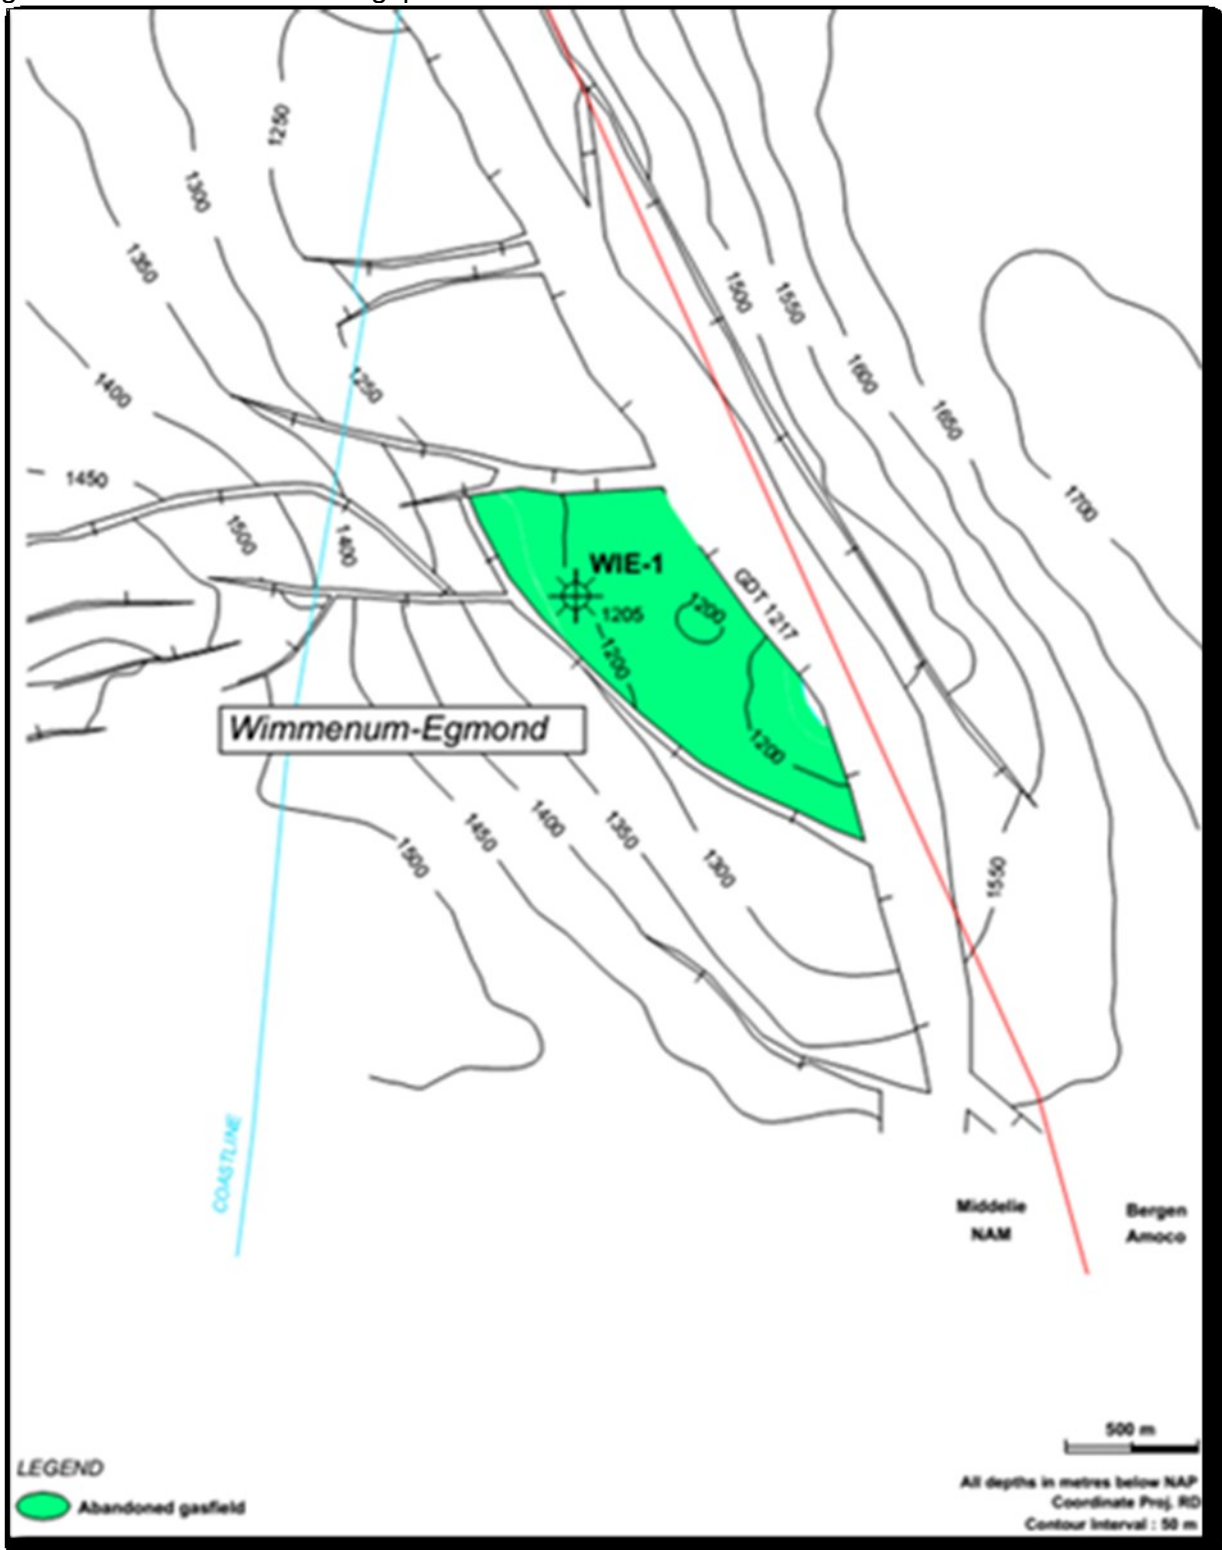 1250
1300
1350
1500
1550
1250
1400
1600
1650
1450
1700
1500
1400
WIE-1
GDT 1217
1205
1200
1200
Wimmenum-Egmond
1200
1450
1400
1350
1500
1300
1550
COASTLINE
Middelie
NAM
Bergen
Amoco
500 m
LEGEND
Abandoned gasfield
All depths in metres below NAP
Coordinate Proj. RD
Contour Interval : 50 m